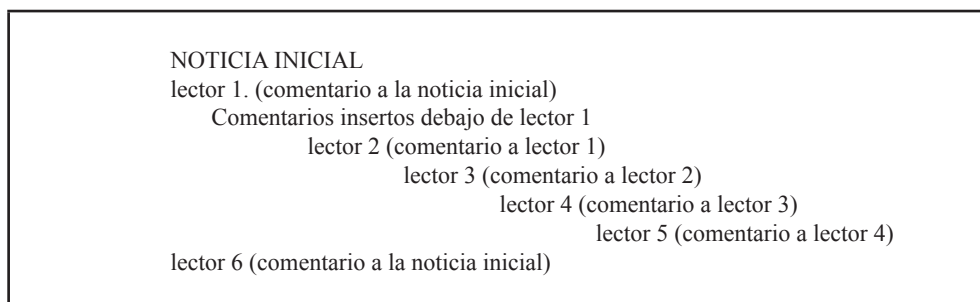 NOTICIA INICIAL
lector 1. (comentario a la noticia inicial)
Comentarios insertos debajo de lector 1
lector 2 (comentario a lector 1)
lector 3 (comentario a lector 2)
lector 4 (comentario a lector 3)
lector 5 (comentario a lector 4)
lector 6 (comentario a la noticia inicial)